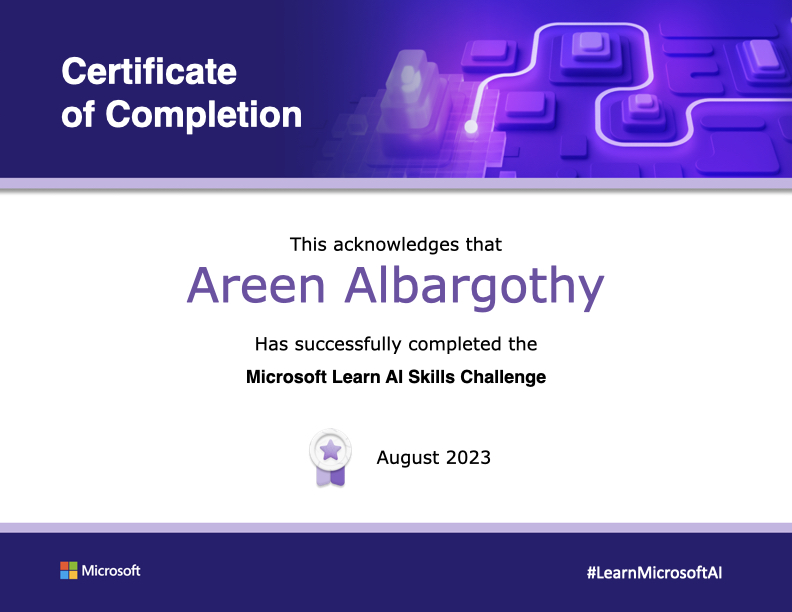 Certificate
of Completion
This acknowledges that
Areen Albargothy
Has successfully completed the
Microsoft Learn AI Skills Challenge
August 2023
Microsoft
#LearnMicrosoftAI